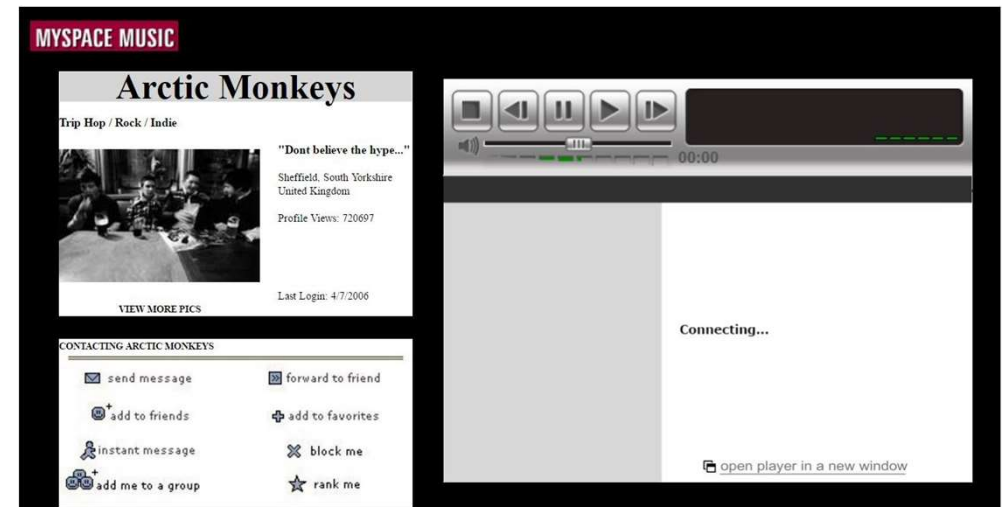 MYSPACE MUSIC
Arctic Monkeys
Trip Hop / Rock / Indie
"Dont believe the hype..."
Sheffield, South Yorkshire
United Kingdom
Profile Views: 720697
Last Login: 4/7/2006
VIEW MORE PICS
CONTACTING ARCTIC MONKEYS
send message
forward to friend
add to friends
add to favorites
instant message
block me
add me to a group
rank me
00:00
Connecting...
open player in a new window